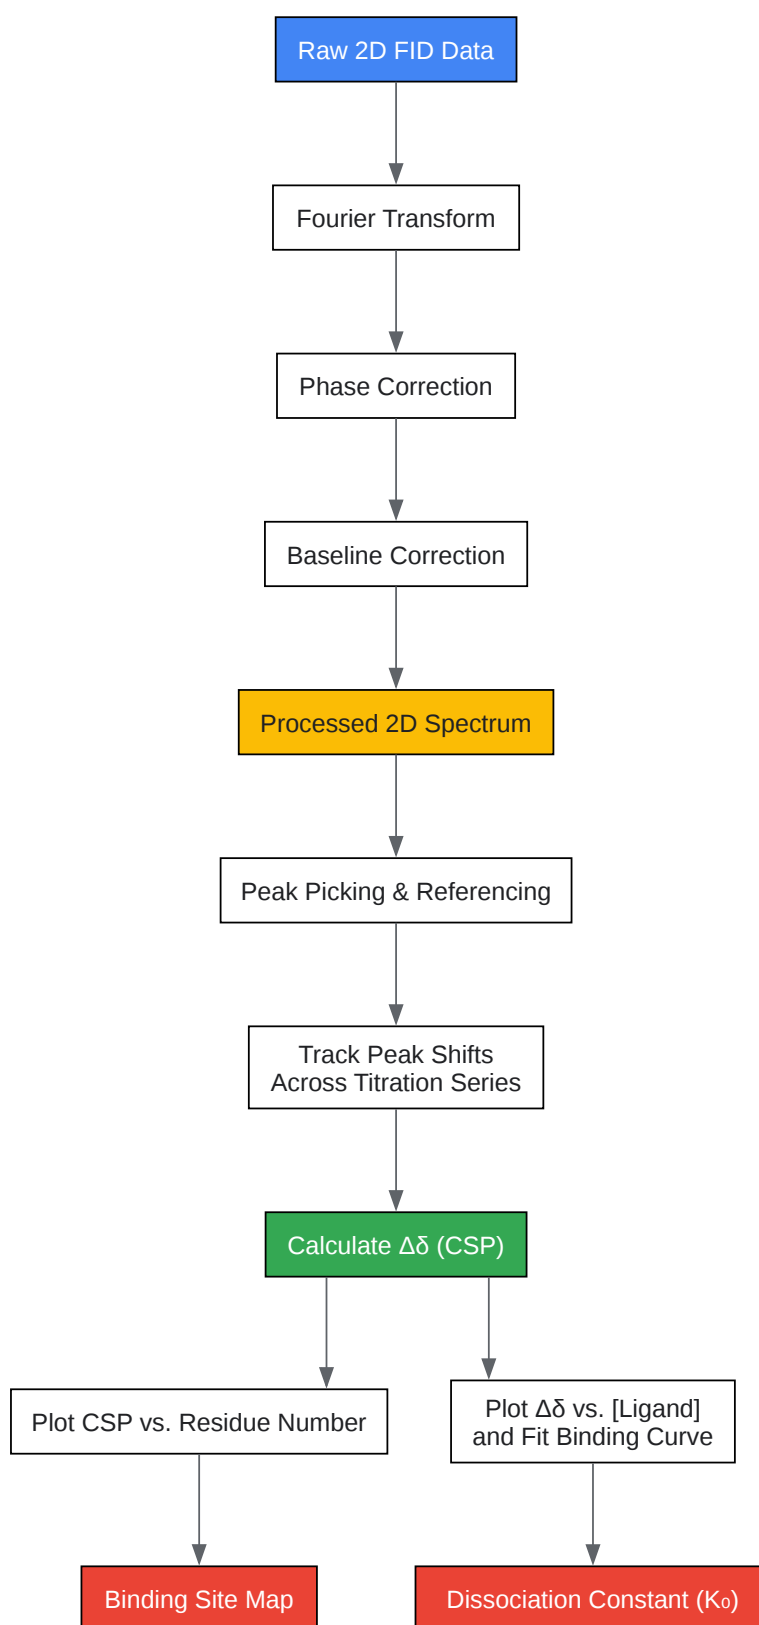 Raw 2D FID Data
Fourier Transform
Phase Correction
Baseline Correction
Processed 2D Spectrum
Peak Picking & Referencing
Track Peak Shifts
Across Titration Series
Calculate Δδ (CSP)
Plot CSP vs. Residue Number
Plot Δδ vs. [Ligand]
and Fit Binding Curve
Binding Site Map
Dissociation Constant (K₀)